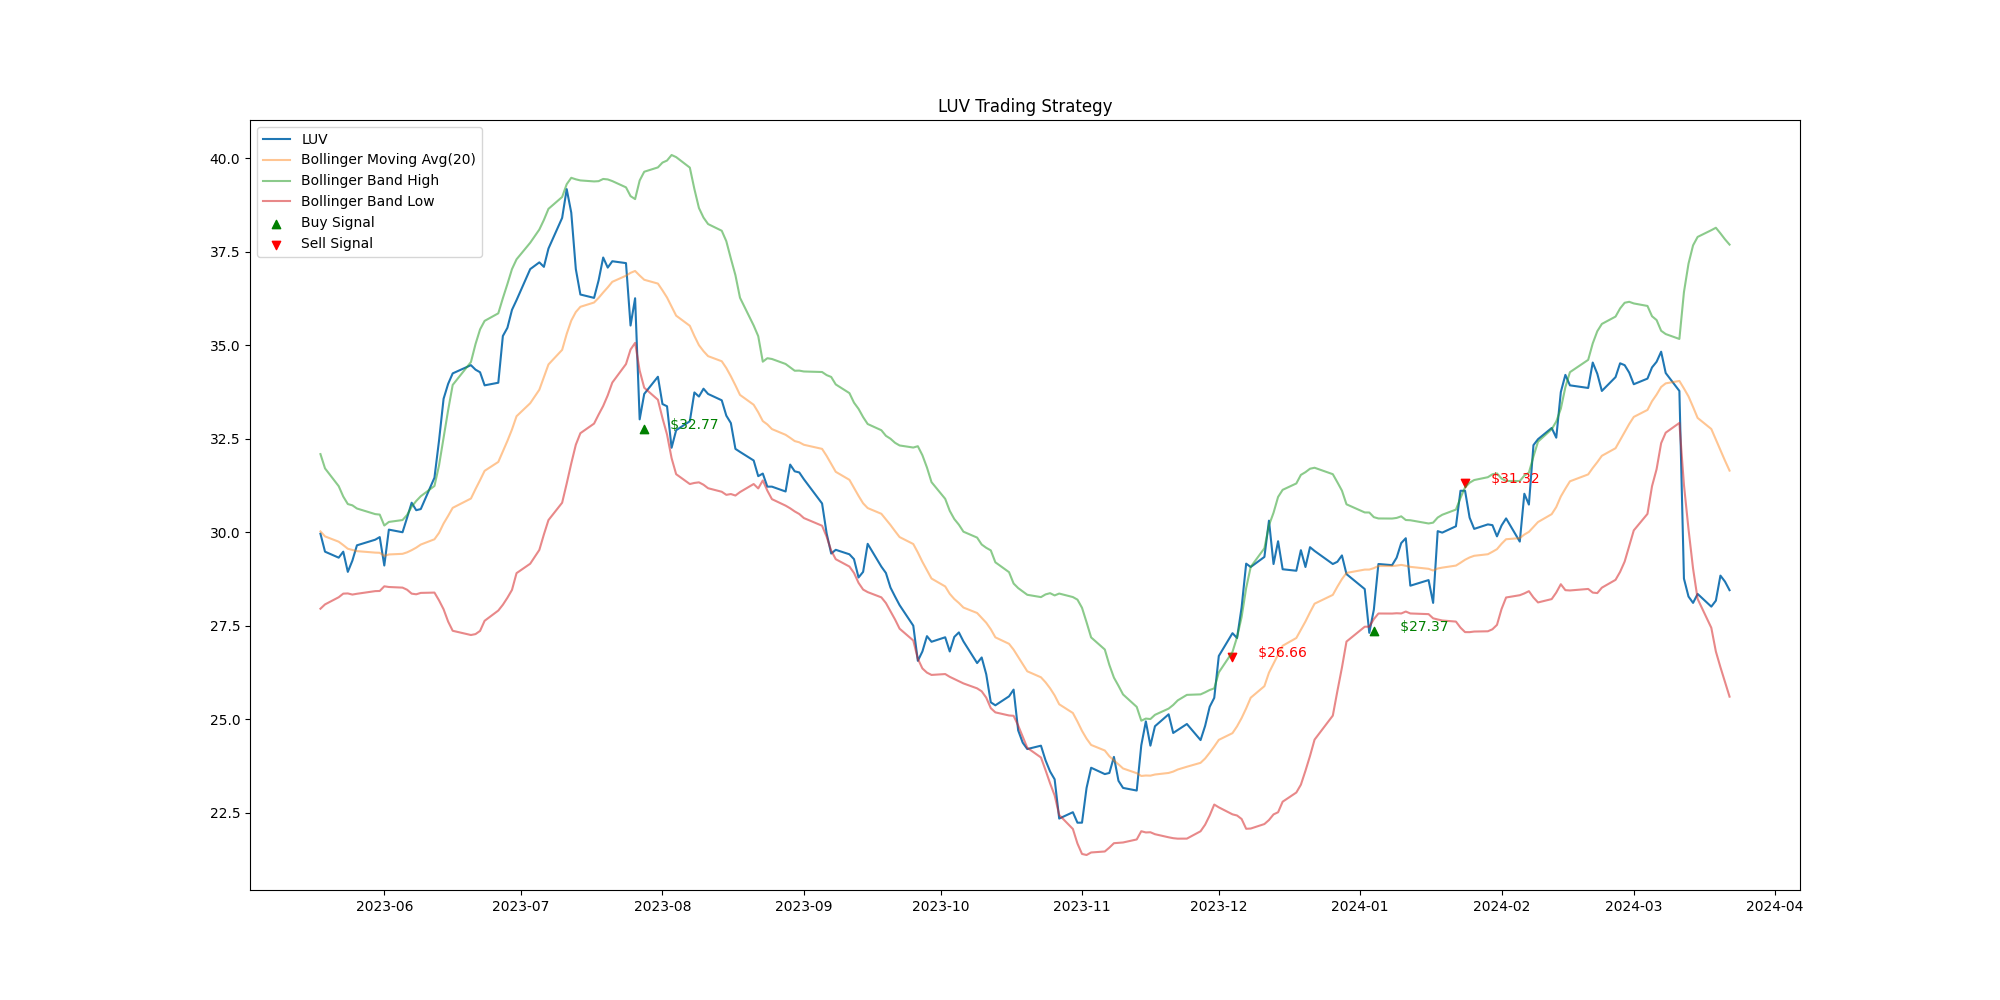 LUV Trading Strategy
LUV
Bollinger Moving Avg(20)
Bollinger Band High
Bollinger Band Low
Buy Signal
Sell Signal
40.0
37.5
35.0
32.5
30.0
27.5
25.0
22.5
$32.77
$31.32
$27.37
$26.66
2023-06 2023-07 2023-08 2023-09 2023-10 2023-11 2023-12 2024-01 2024-02 2024-03 2024-04